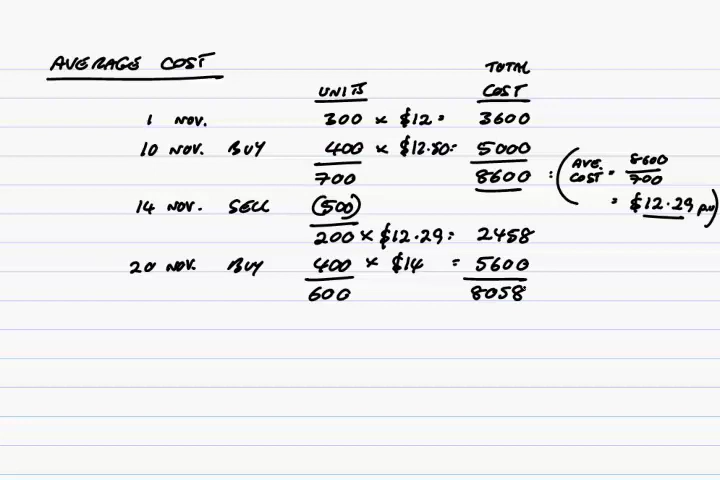 AVERAGE COST
TOTAL
UNITS COST
1 NOV. 300 × $12 = 3600
10 NOV. BUY 400 × $12.50 = 5000
700 8600 : (AVE. COST = 8600/700
14 NOV. SELL (500) = $12.29 p.u)
200 × $12.29 = 2458
20 NOV. BUY 400 × $14 = 5600
600 8058